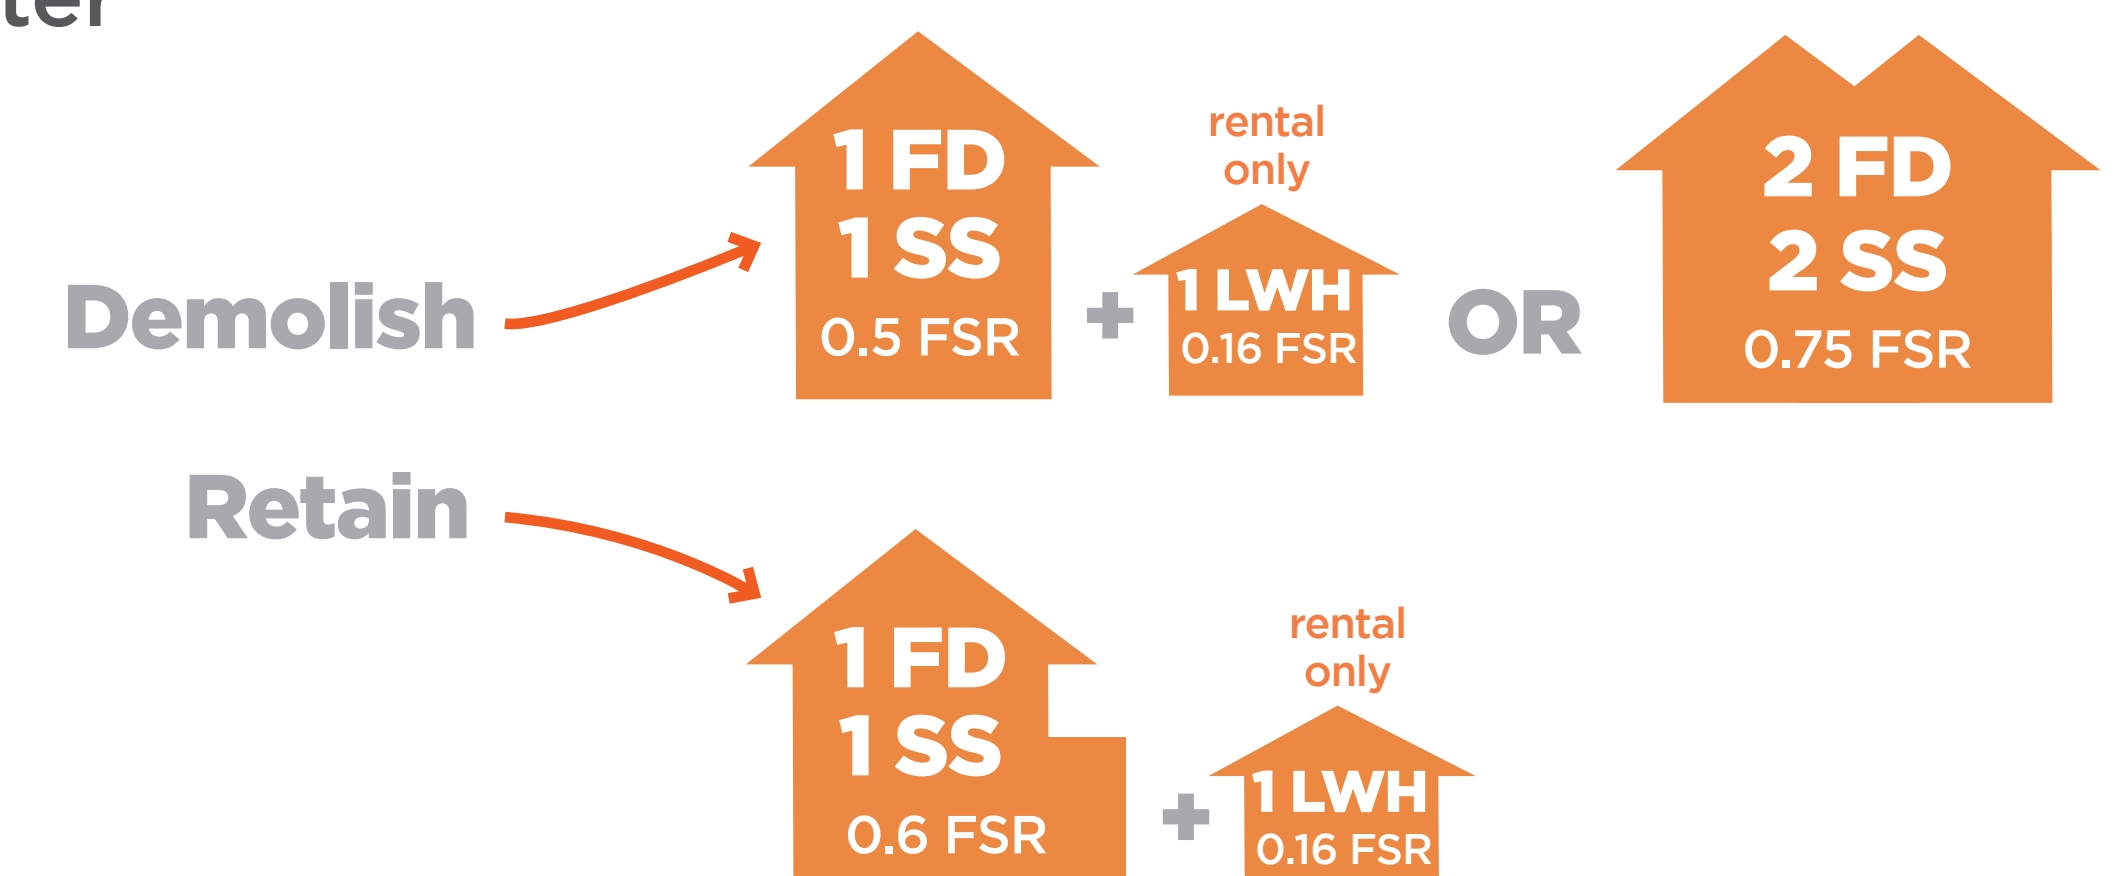 rental
only
1 FD
1 SS
0.5 FSR
+
1 LWH
0.16 FSR
OR
2 FD
2 SS
0.75 FSR
Demolish
Retain
1 FD
1 SS
0.6 FSR
+
rental
only
1 LWH
0.16 FSR